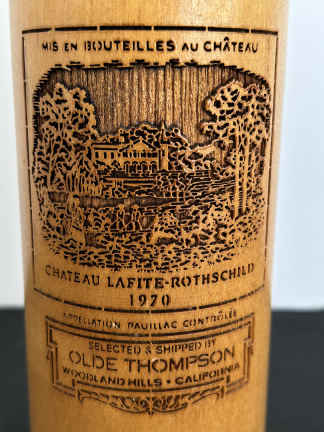 MIS EN BOUTEILLES AU CHÂTEAU
CHATEAU LAFITE-ROTHSCHILD
1970
APPELLATION PAUILLAC CONTRÔLÉE
SELECTED & SHIPPED BY
OLDE THOMPSON
WOODLAND HILLS • CALIFORNIA